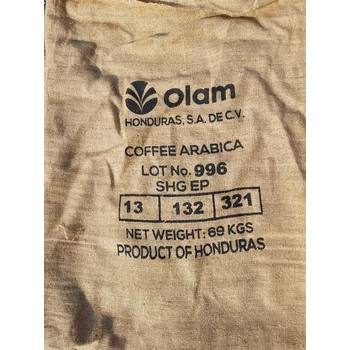 Olam
HONDURAS, S.A. DE C.V.
COFFEE ARABICA
LOT No. 996
SHG EP
13 132 321
NET WEIGHT: 69 KGS
PRODUCT OF HONDURAS